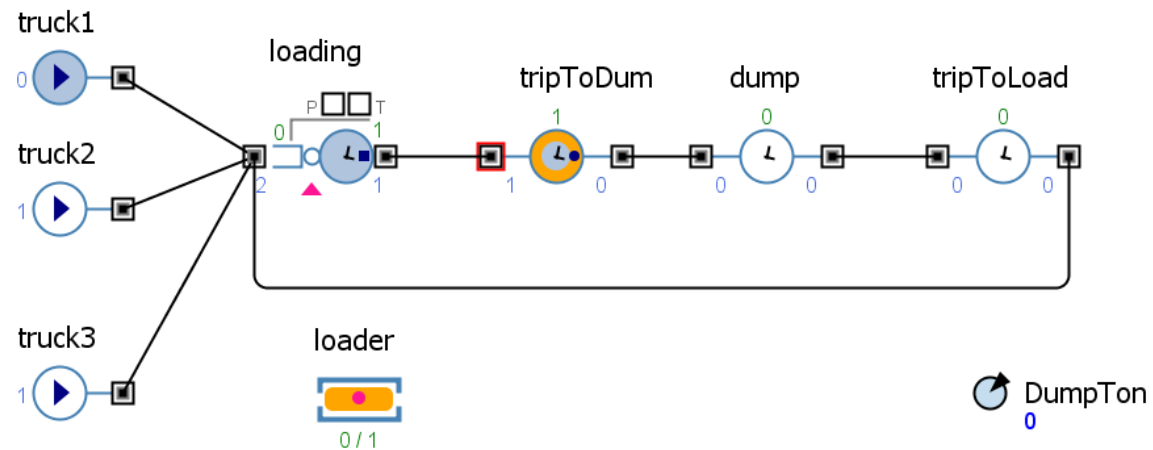 truck1
0
loading
P T
0 1
2 1
tripToDum
1
1 0
dump
0
0 0
tripToLoad
0
0 0
truck2
1
truck3
1
loader
0 / 1
DumpTon
0